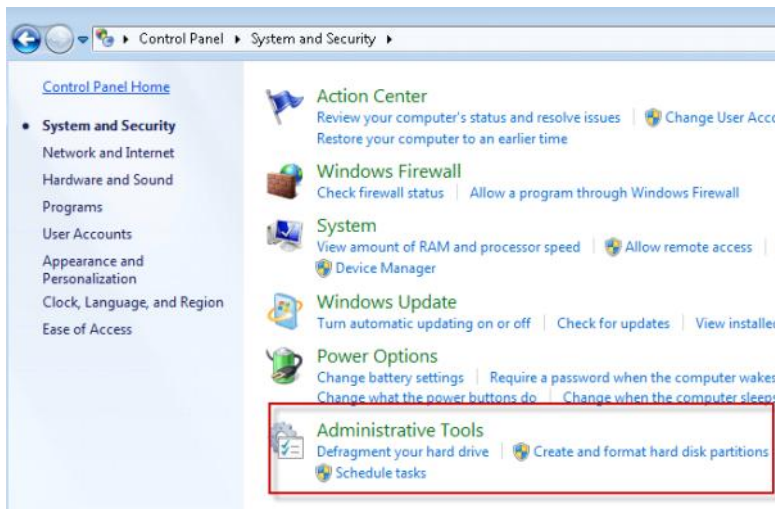 Control Panel System and Security
Control Panel Home
System and Security
Network and Internet
Hardware and Sound
Programs
User Accounts
Appearance and
Personalization
Clock, Language, and Region
Ease of Access
Action Center
Review your computer's status and resolve issues Change User
Restore your computer to an earlier time
Windows Firewall
Check firewall status Allow a program through Windows Firewall
System
View amount of RAM and processor speed Allow remote access
Device Manager
Windows Update
Turn automatic updating on or off Check for updates View
Power Options
Change battery settings Require a password when the computer wakes
Change what the power buttons do Change when the computer sleeps
Administrative Tools
Defragment your hard drive Create and format hard disk partitions
Schedule tasks